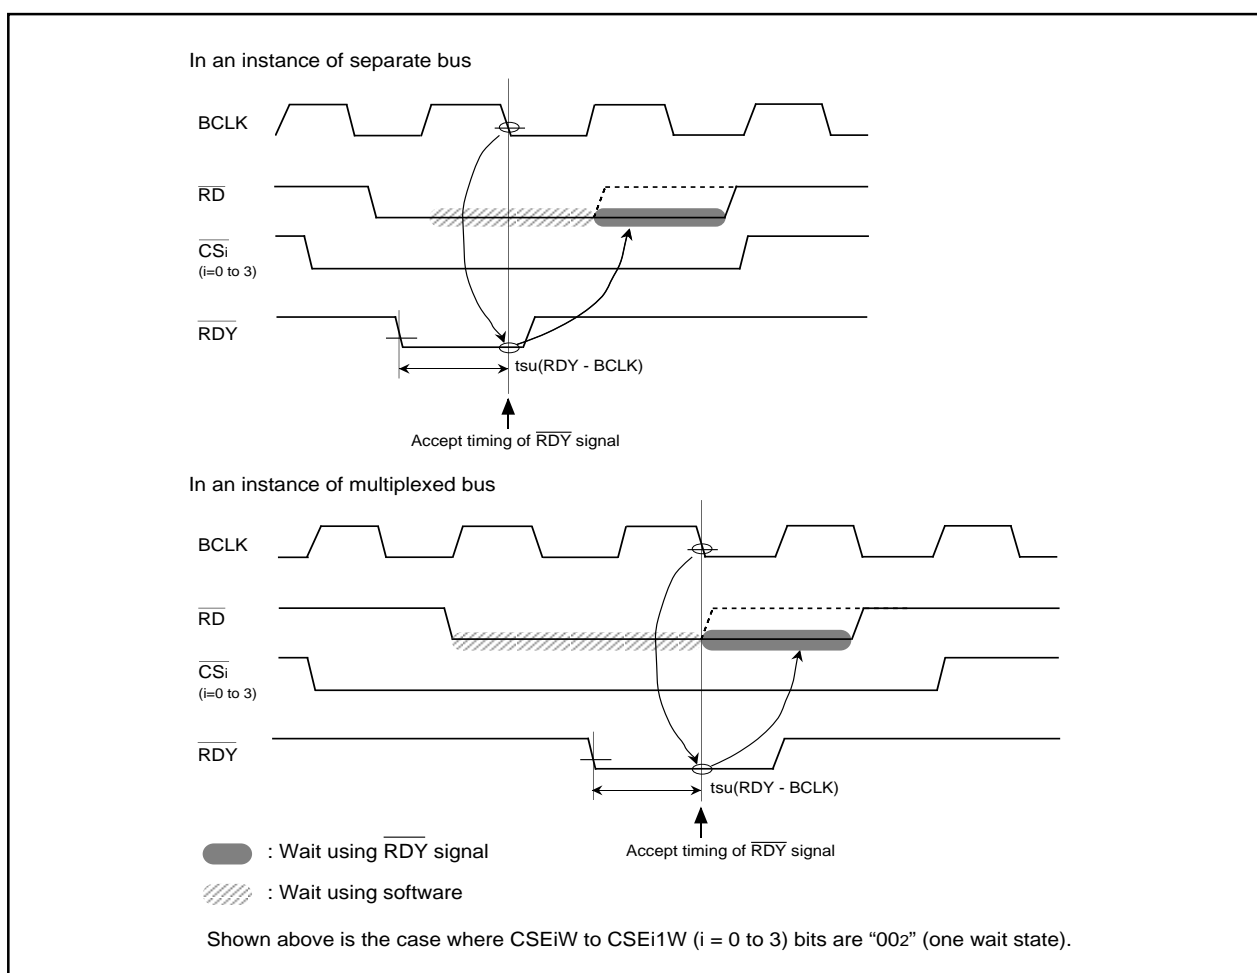 In an instance of separate bus
BCLK
RD
CSi
(i=0 to 3)
RDY
tsu(RDY - BCLK)
Accept timing of RDY signal
In an instance of multiplexed bus
BCLK
RD
CSi
(i=0 to 3)
RDY
tsu(RDY - BCLK)
Accept timing of RDY signal
: Wait using RDY signal
: Wait using software
Shown above is the case where CSEiW to CSEi1W (i = 0 to 3) bits are “002” (one wait state).